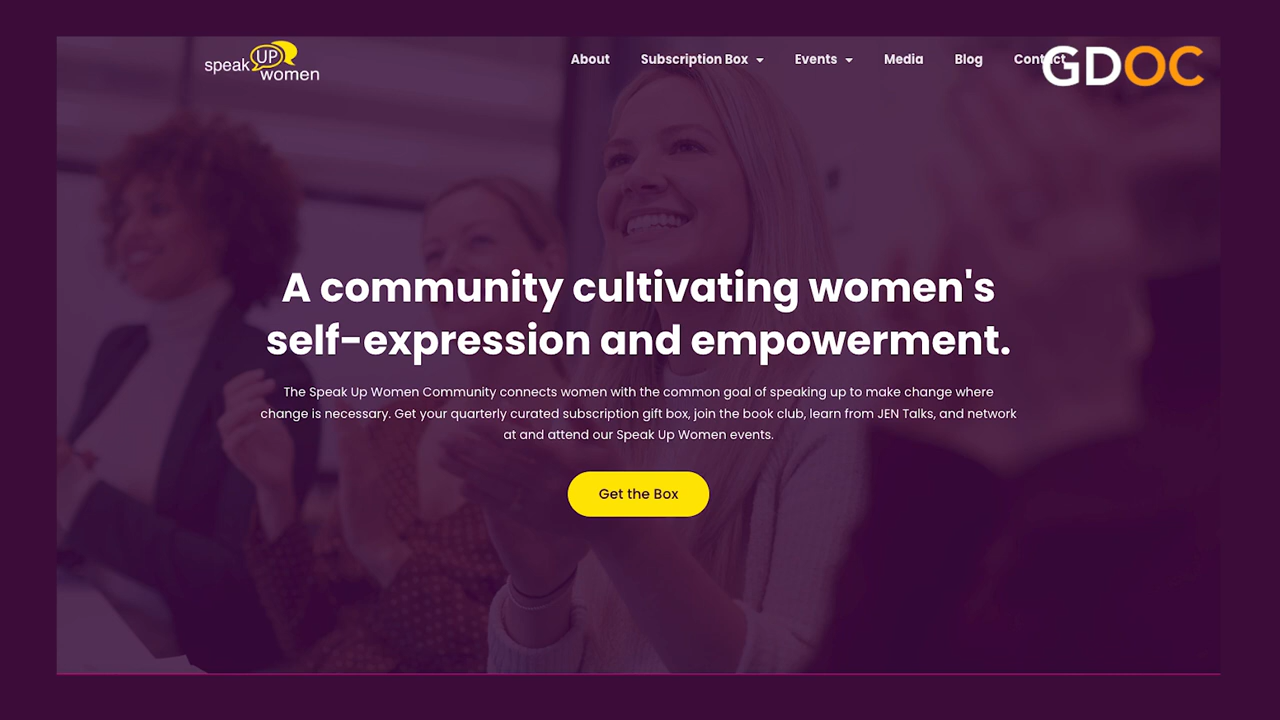 speak UP women
About Subscription Box Events Media Blog Contact
GDOC
A community cultivating women's
self-expression and empowerment.
The Speak Up Women Community connects women with the common goal of speaking up to make change where
change is necessary. Get your quarterly curated subscription gift box, join the book club, learn from JEN Talks, and network
at and attend our Speak Up Women events.
Get the Box